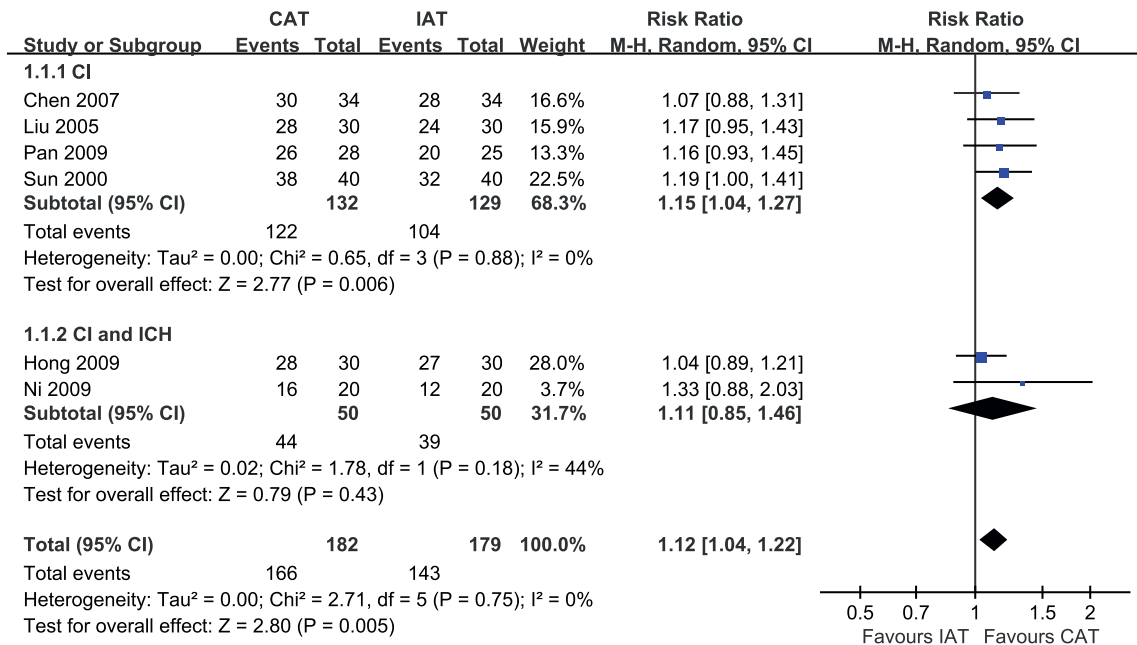 CAT IAT Risk Ratio Risk Ratio
Study or Subgroup Events Total Events Total Weight M-H, Random, 95% CI M-H, Random, 95% CI
1.1.1 CI
Chen 2007 30 34 28 34 16.6% 1.07 [0.88, 1.31]
Liu 2005 28 30 24 30 15.9% 1.17 [0.95, 1.43]
Pan 2009 26 28 20 25 13.3% 1.16 [0.93, 1.45]
Sun 2000 38 40 32 40 22.5% 1.19 [1.00, 1.41]
Subtotal (95% CI) 132 129 68.3% 1.15 [1.04, 1.27]
Total events 122 104
Heterogeneity: Tau² = 0.00; Chi² = 0.65, df = 3 (P = 0.88); I² = 0%
Test for overall effect: Z = 2.77 (P = 0.006)
1.1.2 CI and ICH
Hong 2009 28 30 27 30 28.0% 1.04 [0.89, 1.21]
Ni 2009 16 20 12 20 3.7% 1.33 [0.88, 2.03]
Subtotal (95% CI) 50 50 31.7% 1.11 [0.85, 1.46]
Total events 44 39
Heterogeneity: Tau² = 0.02; Chi² = 1.78, df = 1 (P = 0.18); I² = 44%
Test for overall effect: Z = 0.79 (P = 0.43)
Total (95% CI) 182 179 100.0% 1.12 [1.04, 1.22]
Total events 166 143
Heterogeneity: Tau² = 0.00; Chi² = 2.71, df = 5 (P = 0.75); I² = 0%
Test for overall effect: Z = 2.80 (P = 0.005)
0.5 0.7 1 1.5 2
Favours IAT Favours CAT